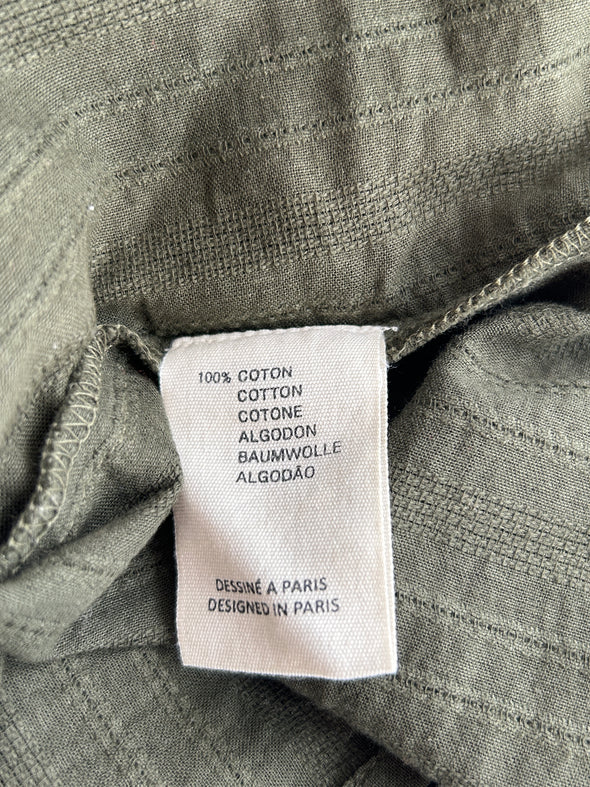 100% COTON
COTTON
COTONE
ALGODON
BAUMWOLLE
ALGODÃO
DESSINÉ A PARIS
DESIGNED IN PARIS